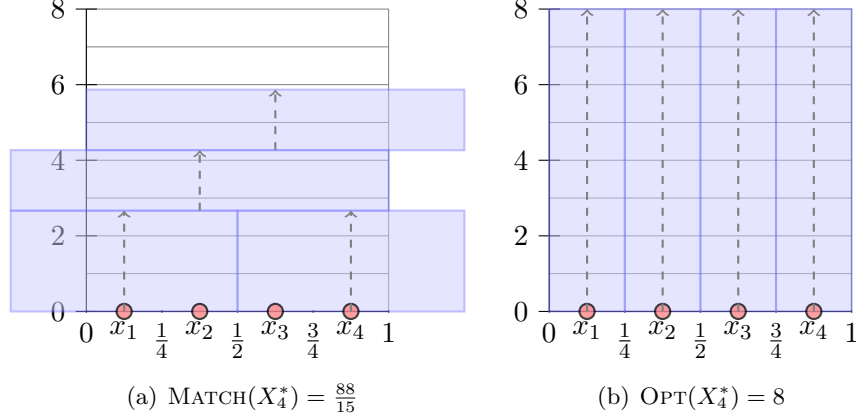 8
6
4
2
0
0 x₁ 1/4 x₂ 1/2 x₃ 3/4 x₄ 1
(a) MATCH(X₄*) = 88/15
8
6
4
2
0
0 x₁ 1/4 x₂ 1/2 x₃ 3/4 x₄ 1
(b) OPT(X₄*) = 8